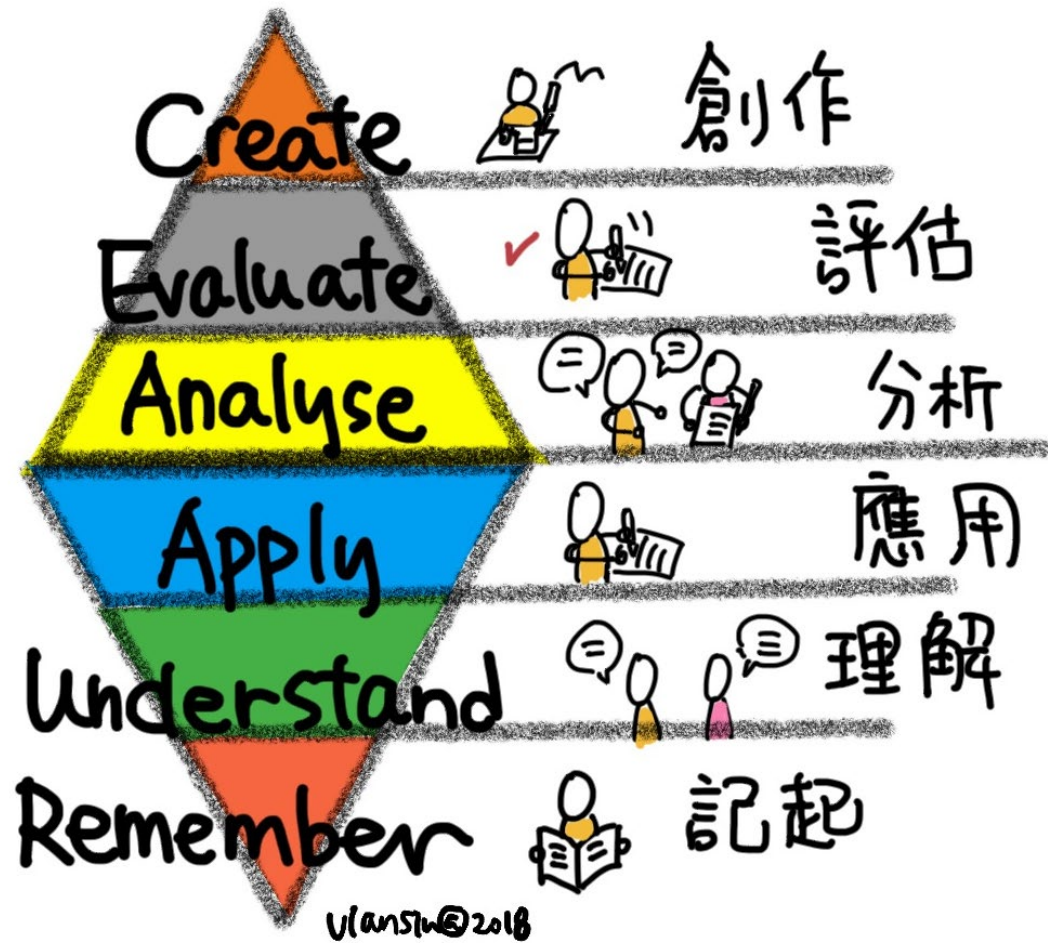 Create 創作
Evaluate 評估
Analyse 分析
Apply 應用
Understand 理解
Remember 記起
©2018